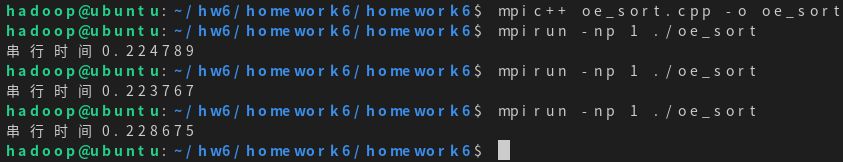 hadoop@ubuntu:~/hw6/homework6/homework6$ mpic++ oe_sort.cpp -o oe_sort
hadoop@ubuntu:~/hw6/homework6/homework6$ mpirun -np 1 ./oe_sort
串行时间0.224789
hadoop@ubuntu:~/hw6/homework6/homework6$ mpirun -np 1 ./oe_sort
串行时间0.223767
hadoop@ubuntu:~/hw6/homework6/homework6$ mpirun -np 1 ./oe_sort
串行时间0.228675
hadoop@ubuntu:~/hw6/homework6/homework6$